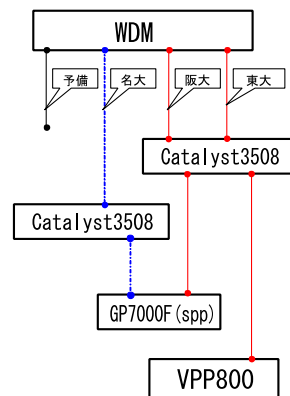 WDM
予備
名大
阪大
東大
Catalyst3508
Catalyst3508
GP7000F(spp)
VPP800